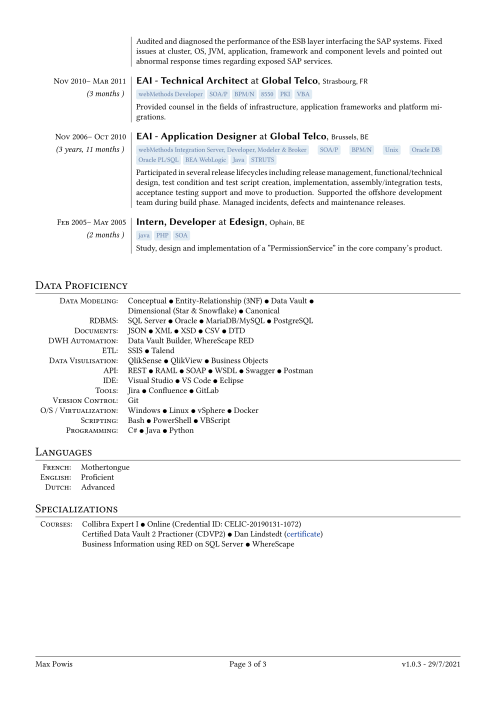 Audited and diagnosed the performance of the ESB layer interfacing the SAP systems. Fixed
issues at cluster, OS, JVM, application, framework and component levels and pointed out
abnormal response times regarding exposed SAP services.
Nov 2010– Mar 2011 EAI - Technical Architect at Global Telco, Strasbourg, FR
(3 months ) webMethods Developer SOA/P BPM/N 8550 PKI VBA
Provided counsel in the fields of infrastructure, application frameworks and platform mi-
grations.
Nov 2006– Oct 2010 EAI - Application Designer at Global Telco, Brussels, BE
(3 years, 11 months ) webMethods Integration Server, Developer, Modeler & Broker SOA/P BPM/N Unix Oracle DB
Oracle PL/SQL BEA WebLogic Java STRUTS
Participated in several release lifecycles including release management, functional/technical
design, test condition and test script creation, implementation, assembly/integration tests,
acceptance testing support and move to production. Supported the offshore development
team during build phase. Managed incidents, defects and maintenance releases.
Feb 2005– May 2005 Intern, Developer at Edesign, Ophain, BE
(2 months ) java PHP SOA
Study, design and implementation of a "PermissionService" in the core company's product.
Data Proficiency
Data Modeling: Conceptual ● Entity-Relationship (3NF) ● Data Vault ●
Dimensional (Star & Snowflake) ● Canonical
RDBMS: SQL Server ● Oracle ● MariaDB/MySQL ● PostgreSQL
Documents: JSON ● XML ● XSD ● CSV ● DTD
DWH Automation: Data Vault Builder, WhereScape RED
ETL: SSIS ● Talend
Data Visulisation: QlikSense ● QlikView ● Business Objects
API: REST ● RAML ● SOAP ● WSDL ● Swagger ● Postman
IDE: Visual Studio ● VS Code ● Eclipse
Tools: Jira ● Confluence ● GitLab
Version Control: Git
O/S / Virtualization: Windows ● Linux ● vSphere ● Docker
Scripting: Bash ● PowerShell ● VBScript
Programming: C# ● Java ● Python
Languages
French: Mothertongue
English: Proficient
Dutch: Advanced
Specializations
Courses: Collibra Expert I ● Online (Credential ID: CELIC-20190131-1072)
Certified Data Vault 2 Practioner (CDVP2) ● Dan Lindstedt (certificate)
Business Information using RED on SQL Server ● WhereScape
Max Powis Page 3 of 3 v1.0.3 - 29/7/2021